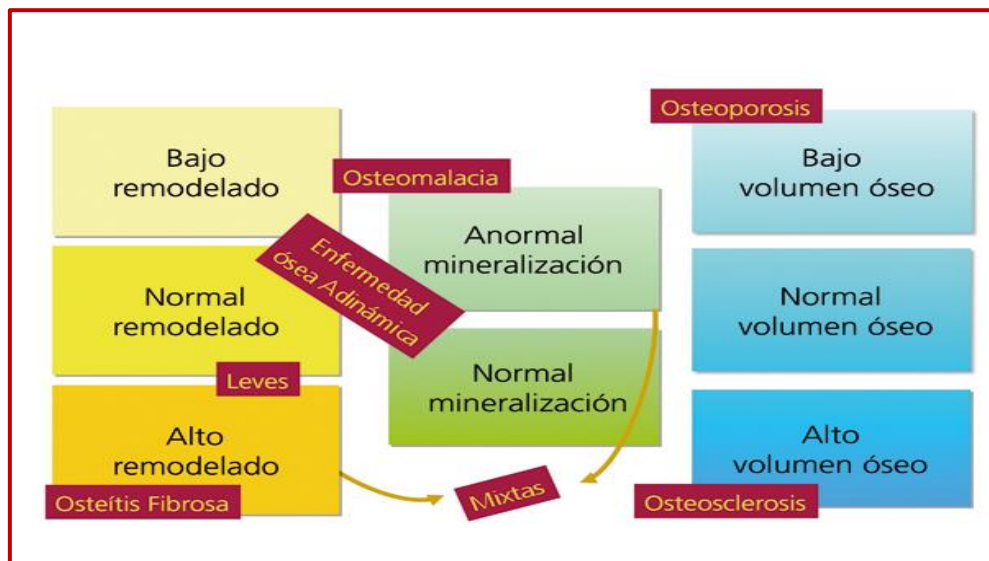 Osteoporosis
Bajo
remodelado
Osteomalacia
Bajo
volumen óseo
Anormal
mineralización
Enfermedad
ósea Adinámica
Normal
remodelado
Normal
volumen óseo
Leves
Normal
mineralización
Alto
remodelado
Alto
volumen óseo
Osteítis Fibrosa
Mixtas
Osteosclerosis